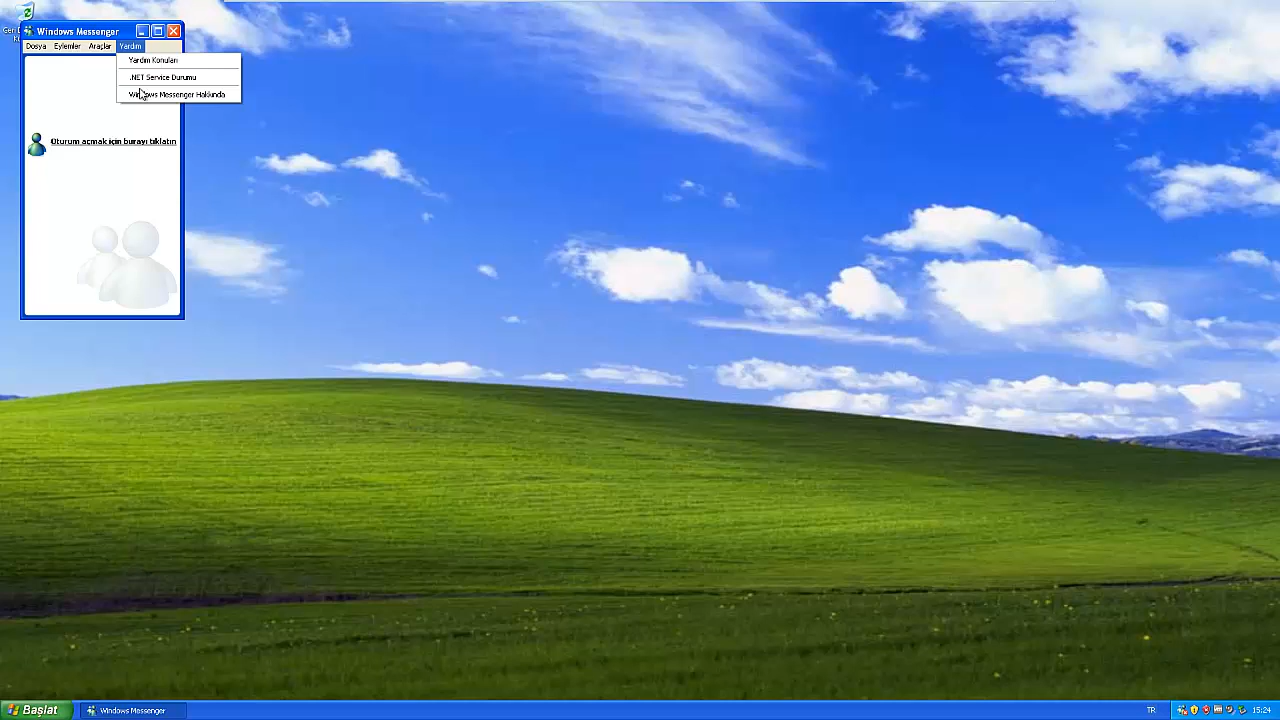 Windows Messenger
Dosya Eylemler Araçlar Yardım
Yardım Konuları
.NET Service Durumu
Windows Messenger Hakkında
Oturum açmak için burayı tıklatın
Başlat
Windows Messenger
TR
15:24